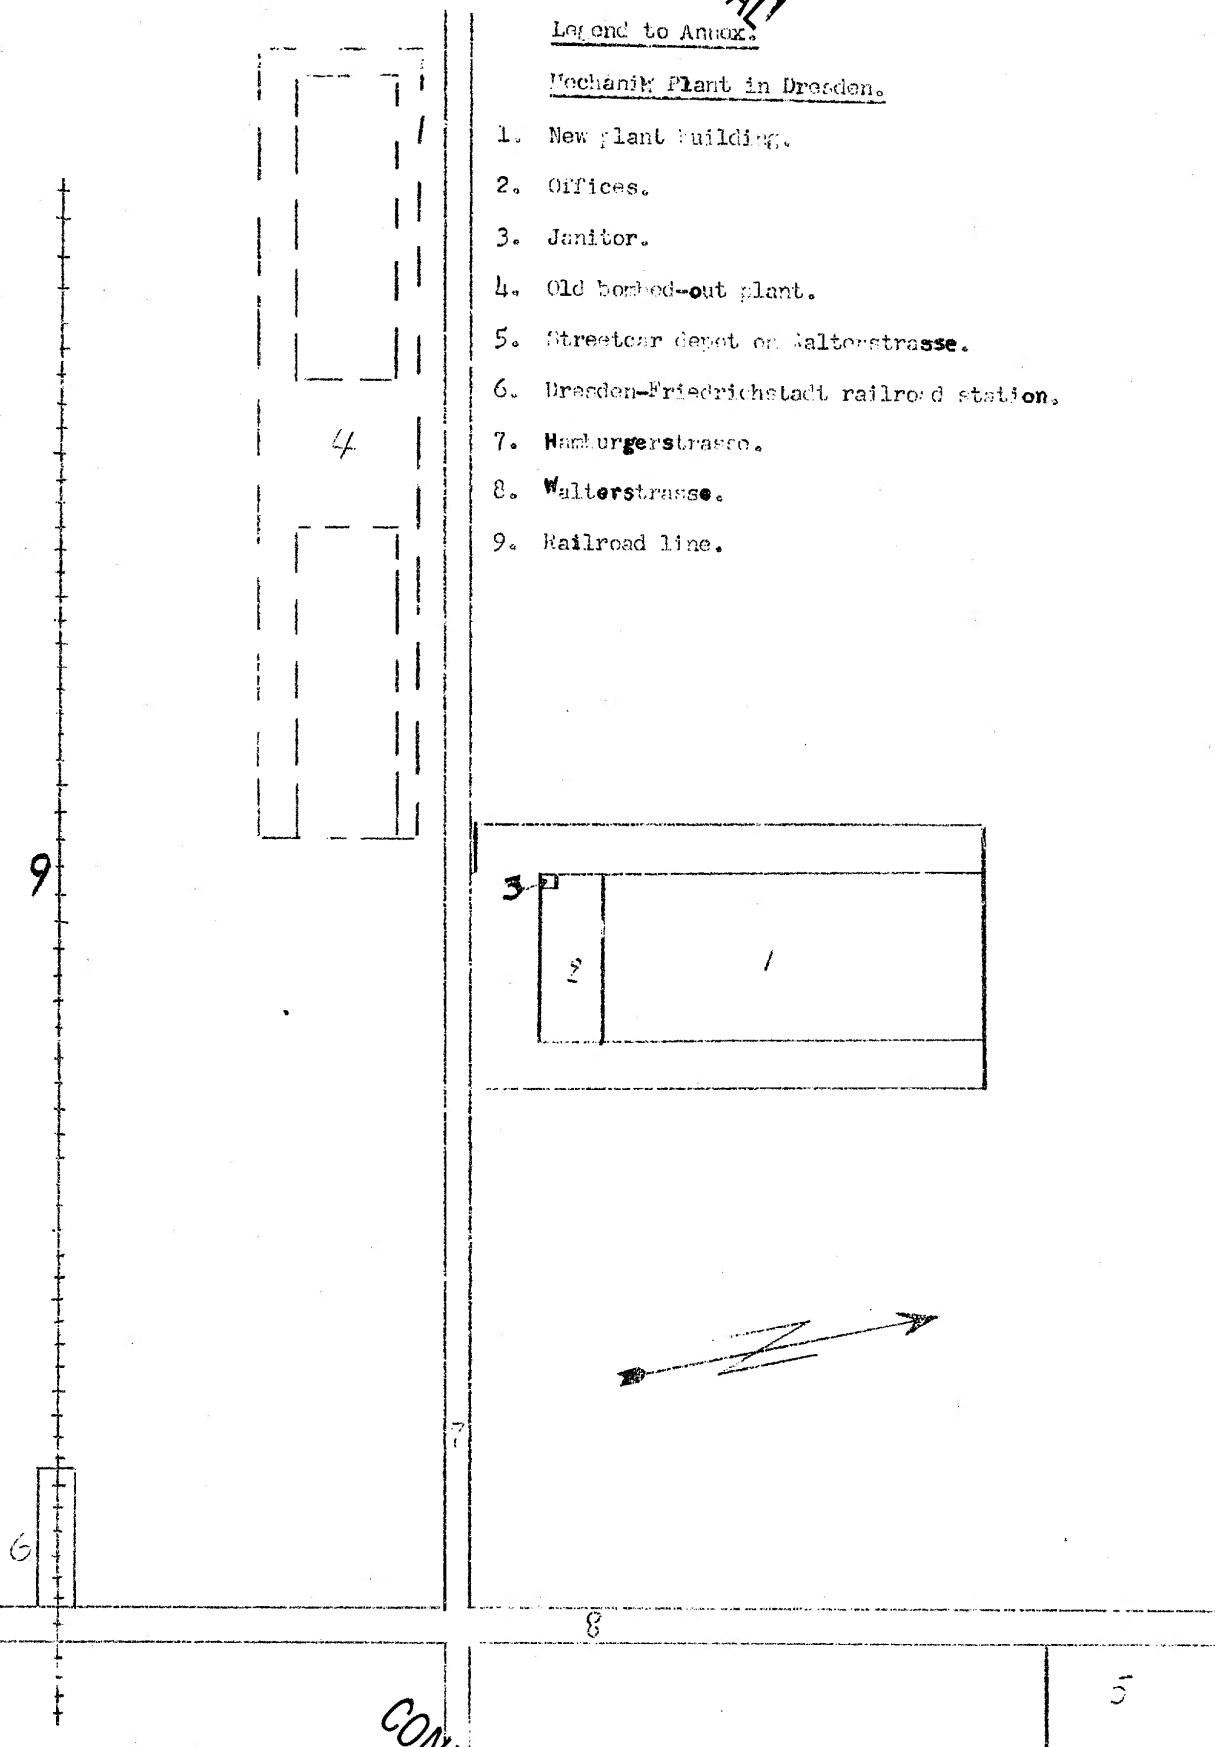 Legend to Annex.
Mechanik Plant in Dresden.
1. New plant building.
2. Offices.
3. Janitor.
4. Old bombed-out plant.
5. Streetcar depot on Walterstrasse.
6. Dresden-Friedrichstadt railroad station.
7. Hamburgerstrasse.
8. Walterstrasse.
9. Railroad line.
4
9
3
2
1
7
6
8
5
CON